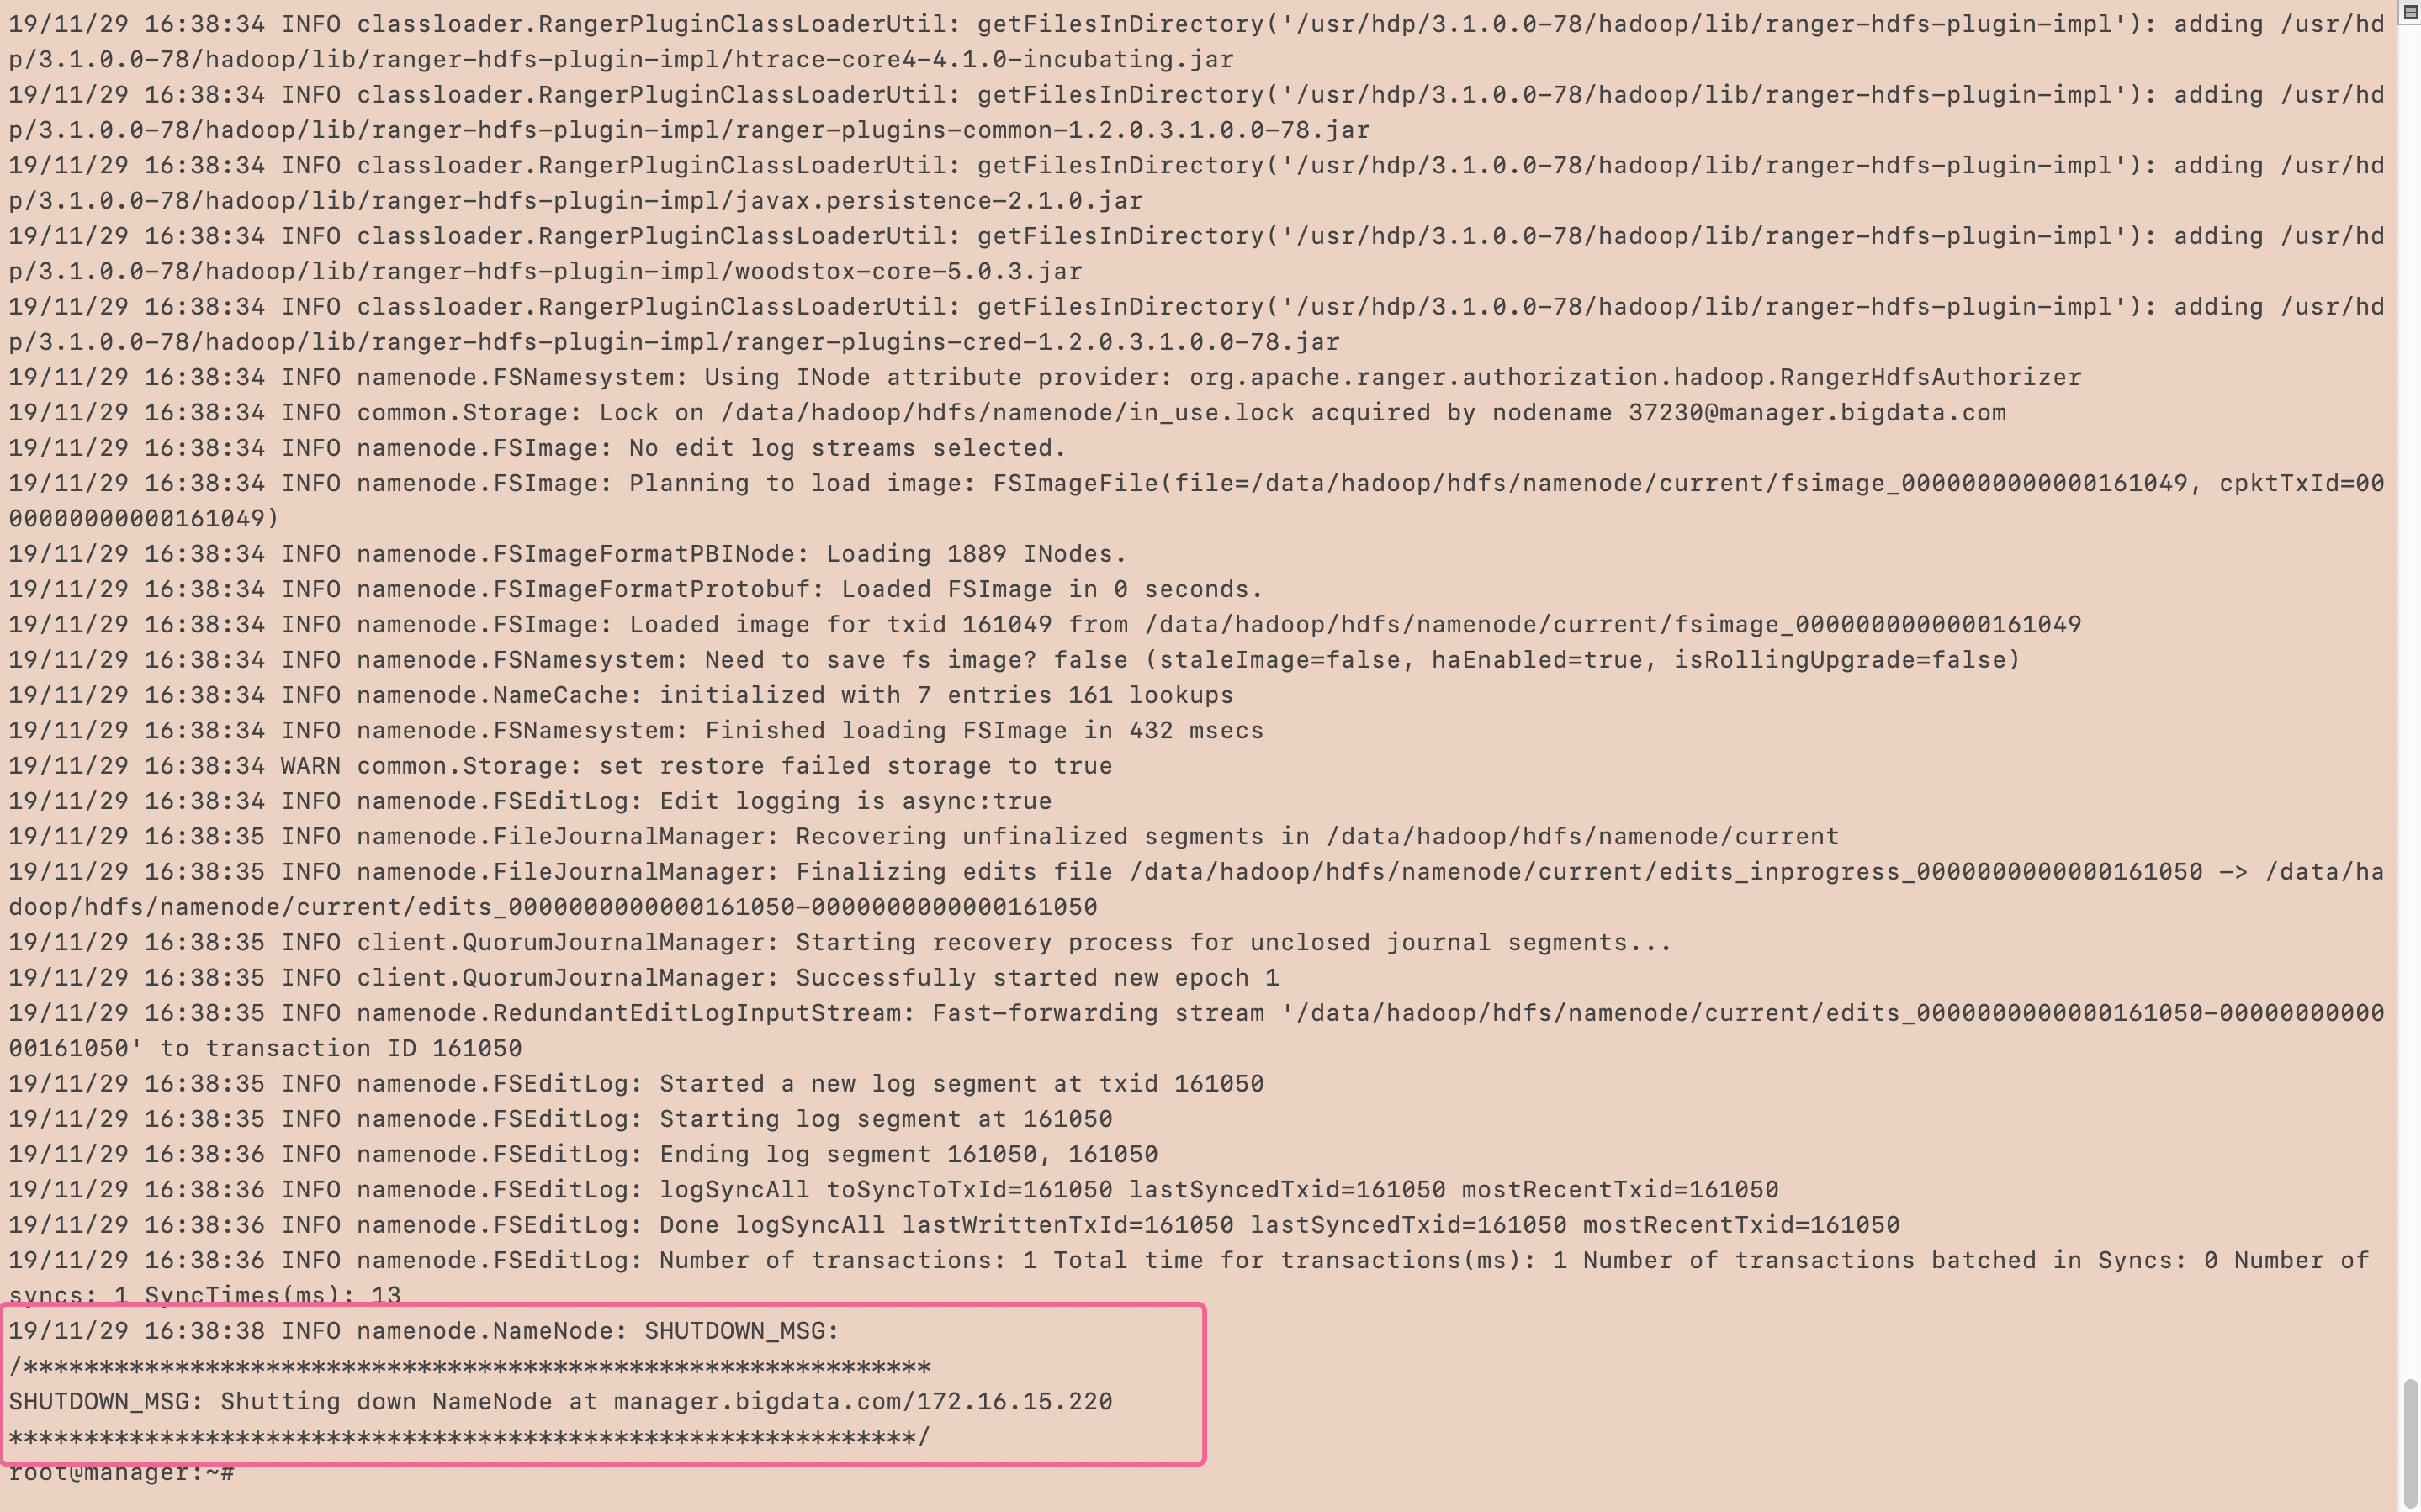 19/11/29 16:38:34 INFO classloader.RangerPluginClassLoaderUtil: getFilesInDirectory('/usr/hdp/3.1.0.0-78/hadoop/lib/ranger-hdfs-plugin-impl'): adding /usr/hd
p/3.1.0.0-78/hadoop/lib/ranger-hdfs-plugin-impl/htrace-core4-4.1.0-incubating.jar
19/11/29 16:38:34 INFO classloader.RangerPluginClassLoaderUtil: getFilesInDirectory('/usr/hdp/3.1.0.0-78/hadoop/lib/ranger-hdfs-plugin-impl'): adding /usr/hd
p/3.1.0.0-78/hadoop/lib/ranger-hdfs-plugin-impl/ranger-plugins-common-1.2.0.3.1.0.0-78.jar
19/11/29 16:38:34 INFO classloader.RangerPluginClassLoaderUtil: getFilesInDirectory('/usr/hdp/3.1.0.0-78/hadoop/lib/ranger-hdfs-plugin-impl'): adding /usr/hd
p/3.1.0.0-78/hadoop/lib/ranger-hdfs-plugin-impl/javax.persistence-2.1.0.jar
19/11/29 16:38:34 INFO classloader.RangerPluginClassLoaderUtil: getFilesInDirectory('/usr/hdp/3.1.0.0-78/hadoop/lib/ranger-hdfs-plugin-impl'): adding /usr/hd
p/3.1.0.0-78/hadoop/lib/ranger-hdfs-plugin-impl/woodstox-core-5.0.3.jar
19/11/29 16:38:34 INFO classloader.RangerPluginClassLoaderUtil: getFilesInDirectory('/usr/hdp/3.1.0.0-78/hadoop/lib/ranger-hdfs-plugin-impl'): adding /usr/hd
p/3.1.0.0-78/hadoop/lib/ranger-hdfs-plugin-impl/ranger-plugins-cred-1.2.0.3.1.0.0-78.jar
19/11/29 16:38:34 INFO namenode.FSNamesystem: Using INode attribute provider: org.apache.ranger.authorization.hadoop.RangerHdfsAuthorizer
19/11/29 16:38:34 INFO common.Storage: Lock on /data/hadoop/hdfs/namenode/in_use.lock acquired by nodename 37230@manager.bigdata.com
19/11/29 16:38:34 INFO namenode.FSImage: No edit log streams selected.
19/11/29 16:38:34 INFO namenode.FSImage: Planning to load image: FSImageFile(file=/data/hadoop/hdfs/namenode/current/fsimage_0000000000000161049, cpktTxId=00
00000000000161049)
19/11/29 16:38:34 INFO namenode.FSImageFormatPBINode: Loading 1889 INodes.
19/11/29 16:38:34 INFO namenode.FSImageFormatProtobuf: Loaded FSImage in 0 seconds.
19/11/29 16:38:34 INFO namenode.FSImage: Loaded image for txid 161049 from /data/hadoop/hdfs/namenode/current/fsimage_0000000000000161049
19/11/29 16:38:34 INFO namenode.FSNamesystem: Need to save fs image? false (staleImage=false, haEnabled=true, isRollingUpgrade=false)
19/11/29 16:38:34 INFO namenode.NameCache: initialized with 7 entries 161 lookups
19/11/29 16:38:34 INFO namenode.FSNamesystem: Finished loading FSImage in 432 msecs
19/11/29 16:38:34 WARN common.Storage: set restore failed storage to true
19/11/29 16:38:34 INFO namenode.FSEditLog: Edit logging is async:true
19/11/29 16:38:35 INFO namenode.FileJournalManager: Recovering unfinalized segments in /data/hadoop/hdfs/namenode/current
19/11/29 16:38:35 INFO namenode.FileJournalManager: Finalizing edits file /data/hadoop/hdfs/namenode/current/edits_inprogress_0000000000000161050 -> /data/ha
doop/hdfs/namenode/current/edits_0000000000000161050-0000000000000161050
19/11/29 16:38:35 INFO client.QuorumJournalManager: Starting recovery process for unclosed journal segments...
19/11/29 16:38:35 INFO client.QuorumJournalManager: Successfully started new epoch 1
19/11/29 16:38:35 INFO namenode.RedundantEditLogInputStream: Fast-forwarding stream '/data/hadoop/hdfs/namenode/current/edits_0000000000000161050-00000000000
00161050' to transaction ID 161050
19/11/29 16:38:35 INFO namenode.FSEditLog: Started a new log segment at txid 161050
19/11/29 16:38:35 INFO namenode.FSEditLog: Starting log segment at 161050
19/11/29 16:38:36 INFO namenode.FSEditLog: Ending log segment 161050, 161050
19/11/29 16:38:36 INFO namenode.FSEditLog: logSyncAll toSyncToTxId=161050 lastSyncedTxid=161050 mostRecentTxid=161050
19/11/29 16:38:36 INFO namenode.FSEditLog: Done logSyncAll lastWrittenTxId=161050 lastSyncedTxid=161050 mostRecentTxid=161050
19/11/29 16:38:36 INFO namenode.FSEditLog: Number of transactions: 1 Total time for transactions(ms): 1 Number of transactions batched in Syncs: 0 Number of
syncs: 1 SyncTimes(ms): 13
19/11/29 16:38:38 INFO namenode.NameNode: SHUTDOWN_MSG:
/************************************************************
SHUTDOWN_MSG: Shutting down NameNode at manager.bigdata.com/172.16.15.220
************************************************************/
root@manager:~#